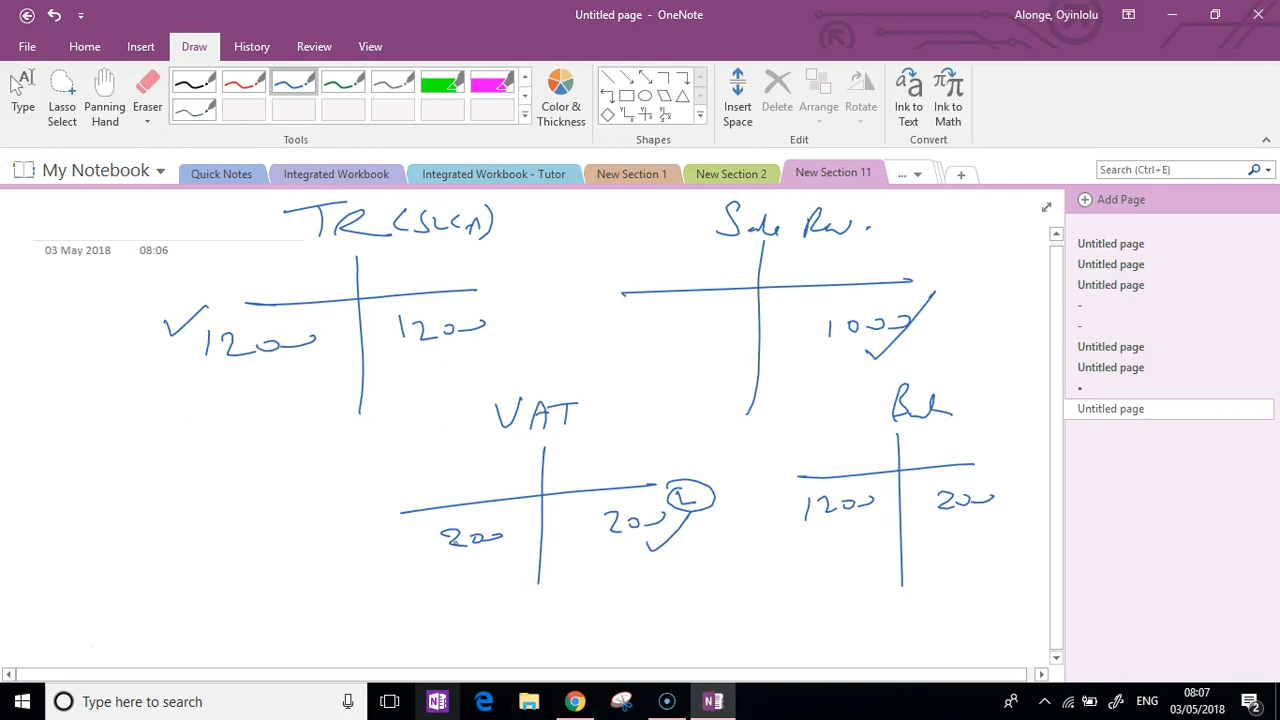 Untitled page - OneNote
Alonge, Oyinlolu
File Home Insert Draw History Review View
Type
Lasso Select
Panning Hand
Eraser
Color & Thickness
Insert Space
Delete
Arrange
Rotate
Ink to Text
Ink to Math
Tools
Shapes
Edit
Convert
My Notebook
Quick Notes
Integrated Workbook
Integrated Workbook - Tutor
New Section 1
New Section 2
New Section 11
...
Search (Ctrl+E)
Add Page
Untitled page
Untitled page
Untitled page
-
-
Untitled page
Untitled page
Untitled page
03 May 2018 08:06
TR (SLCA)
Sale Rev.
1200 1200
1000
VAT
200 200 L
1200 200
Type here to search
ENG
08:07
03/05/2018
2